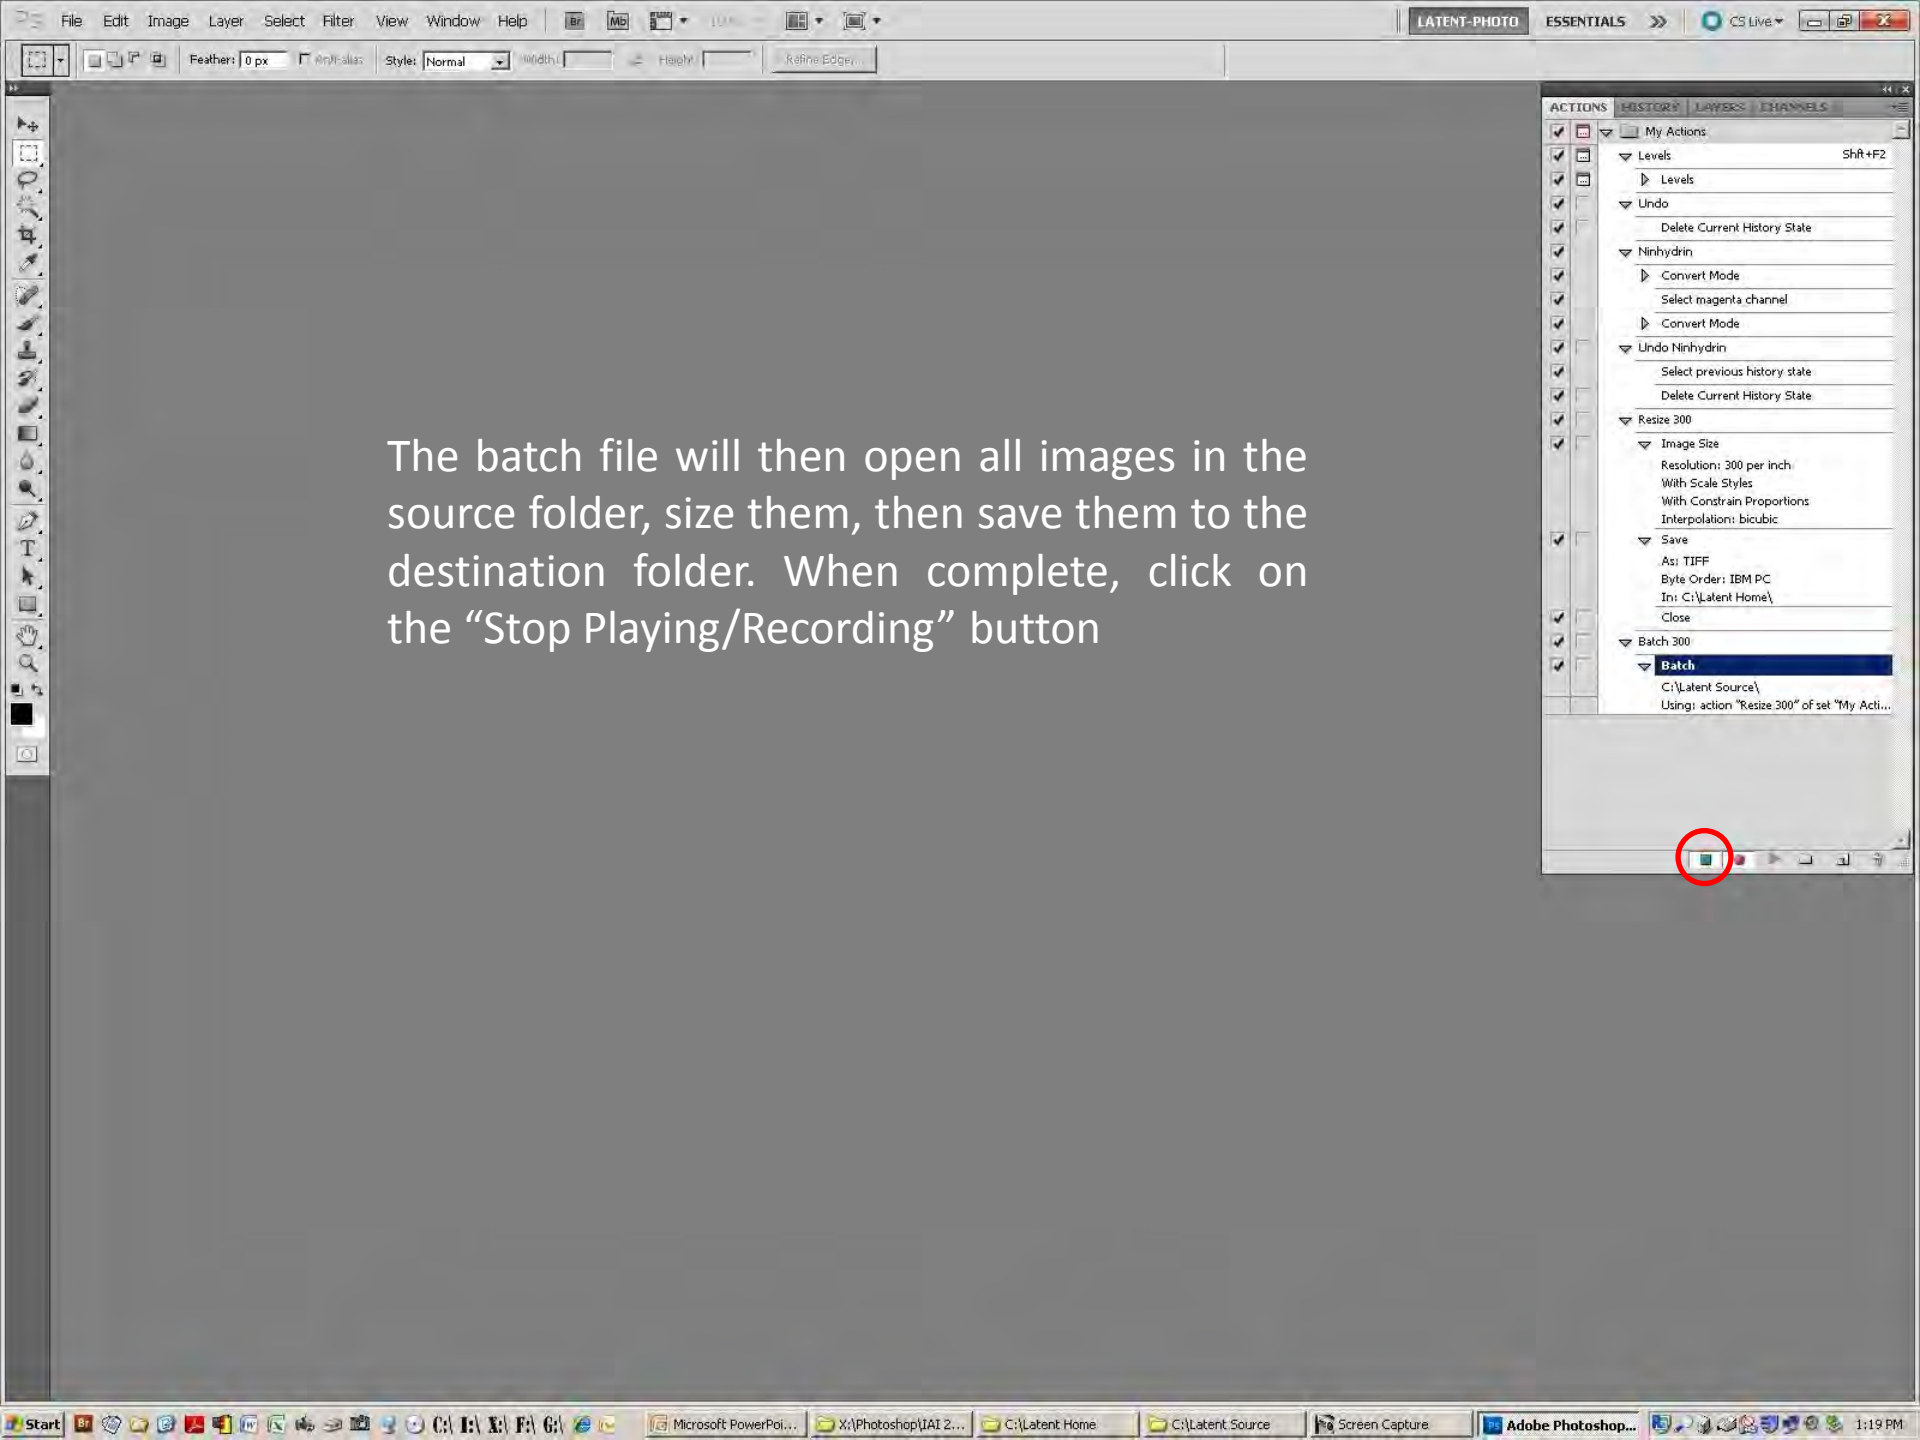 File Edit Image Layer Select Filter View Window Help Br Mb LATENT-PHOTO ESSENTIALS CS Live
Feather: 0 px Anti-alias Style: Normal Width: Height: Refine Edge...
ACTIONS HISTORY LAYERS CHANNELS
My Actions
Levels Shft+F2
Levels
Undo
Delete Current History State
Ninhydrin
Convert Mode
Select magenta channel
Convert Mode
Undo Ninhydrin
Select previous history state
Delete Current History State
Resize 300
Image Size
Resolution: 300 per inch
With Scale Styles
With Constrain Proportions
Interpolation: bicubic
Save
As: TIFF
Byte Order: IBM PC
In: C:\Latent Home\
Close
Batch 300
Batch
C:\Latent Source\
Using: action "Resize 300" of set "My Acti...
The batch file will then open all images in the
source folder, size them, then save them to the
destination folder. When complete, click on
the “Stop Playing/Recording” button
Start Br C:\ I:\ X:\ F:\ G:\ Microsoft PowerPoi... X:\Photoshop\IAI 2... C:\Latent Home C:\Latent Source Screen Capture Adobe Photoshop... 1:19 PM